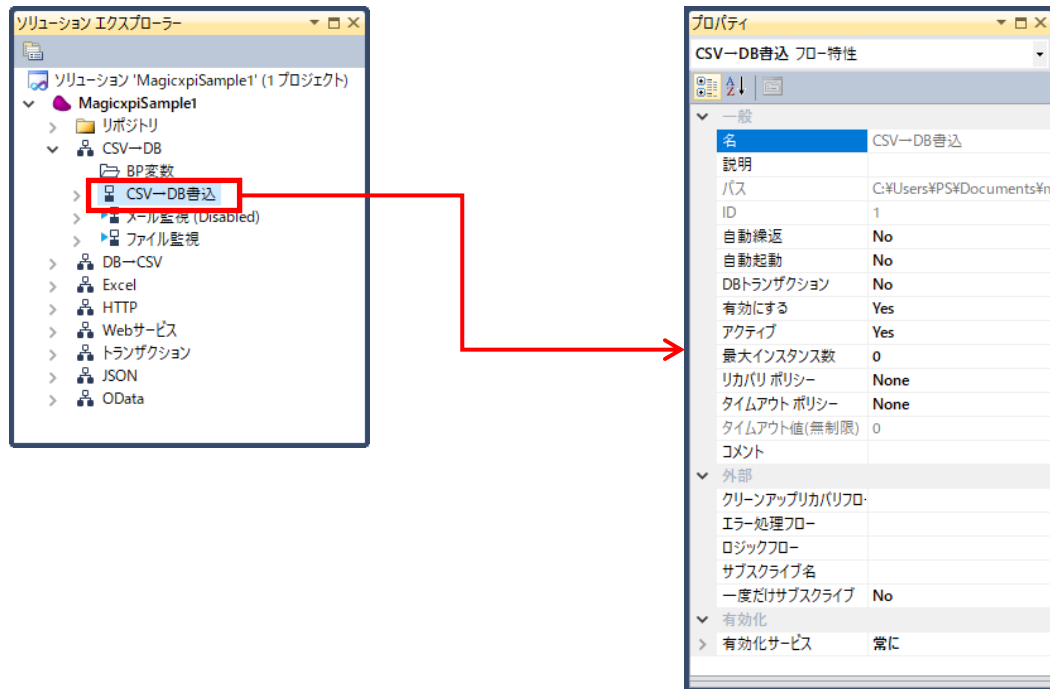 ソリューション エクスプローラー
ソリューション 'MagicxpiSample1' (1 プロジェクト)
MagicxpiSample1
リポジトリ
CSV→DB
BP変数
CSV→DB書込
メール監視 (Disabled)
ファイル監視
DB→CSV
Excel
HTTP
Webサービス
トランザクション
JSON
OData
プロパティ
CSV→DB書込 フロー特性
一般
名 CSV→DB書込
説明
パス C:¥Users¥PS¥Documents¥m
ID 1
自動繰返 No
自動起動 No
DBトランザクション No
有効にする Yes
アクティブ Yes
最大インスタンス数 0
リカバリ ポリシー None
タイムアウト ポリシー None
タイムアウト値(無制限) 0
コメント
外部
クリーンアップリカバリフロー
エラー処理フロー
ロジックフロー
サブスクライブ名
一度だけサブスクライブ No
有効化
有効化サービス 常に